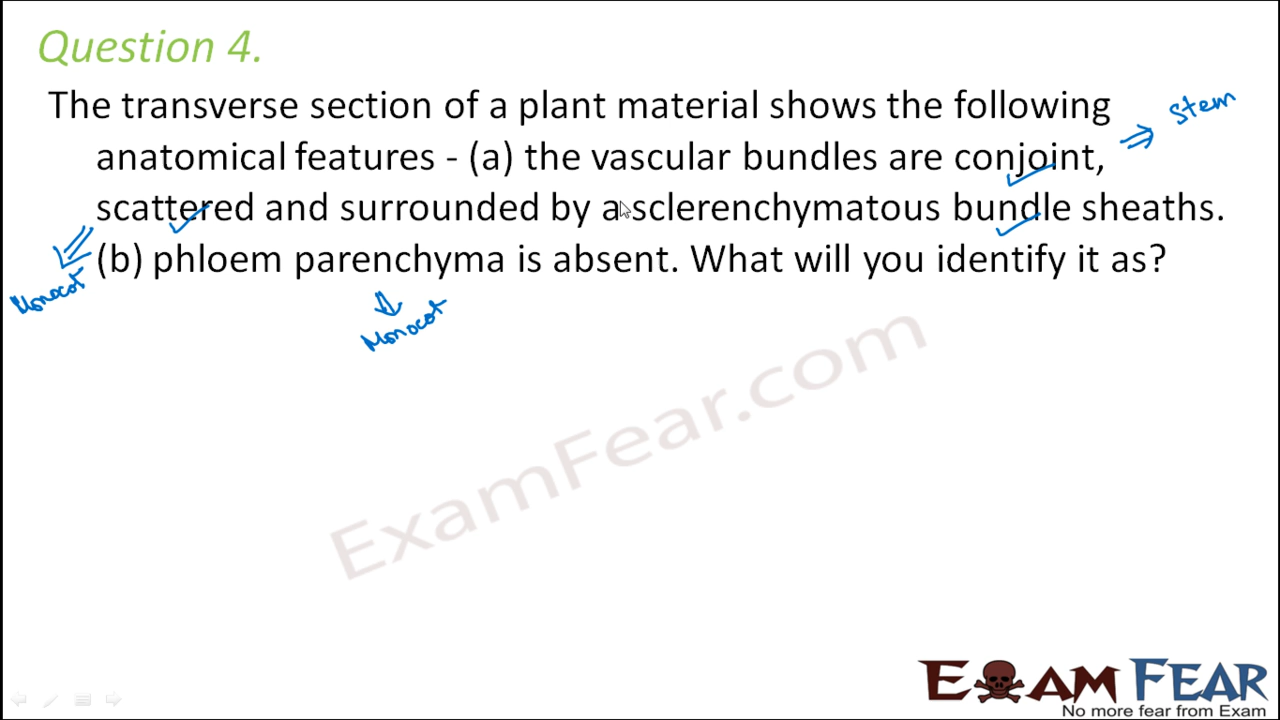 Question 4.
The transverse section of a plant material shows the following
Stem
anatomical features - (a) the vascular bundles are conjoint,
scattered and surrounded by a sclerenchymatous bundle sheaths.
(b) phloem parenchyma is absent. What will you identify it as?
Monocot
Monocot
ExamFear.com
EXAM FEAR
No more fear from Exam